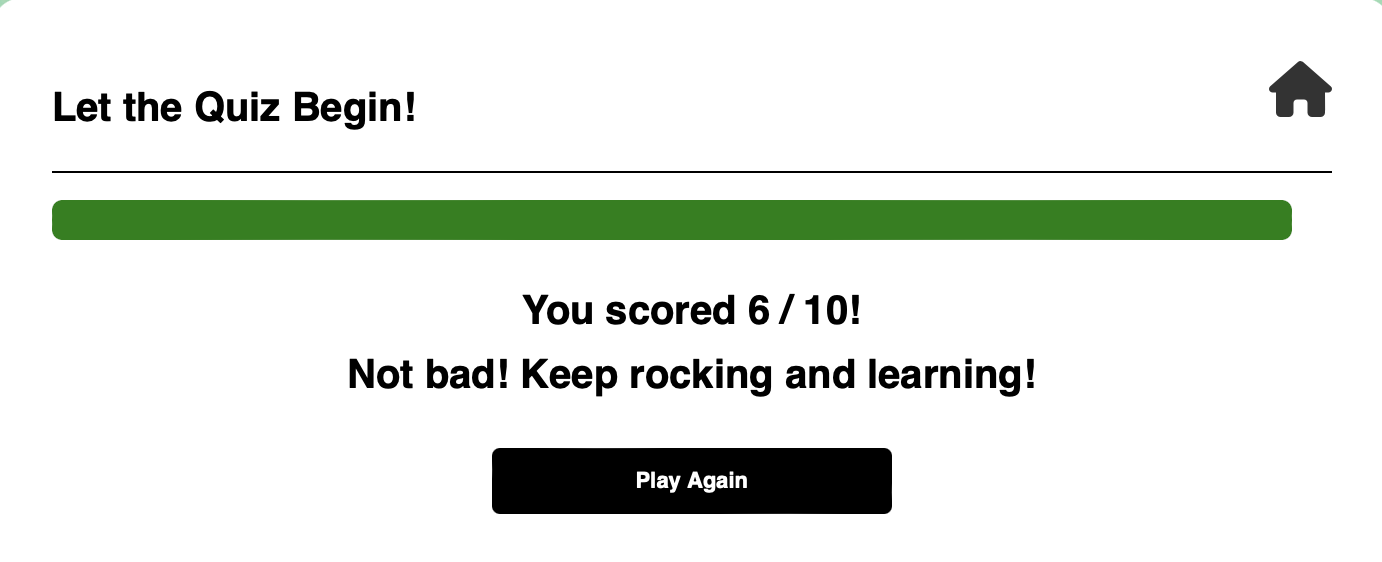 Let the Quiz Begin!
You scored 6 / 10!
Not bad! Keep rocking and learning!
Play Again